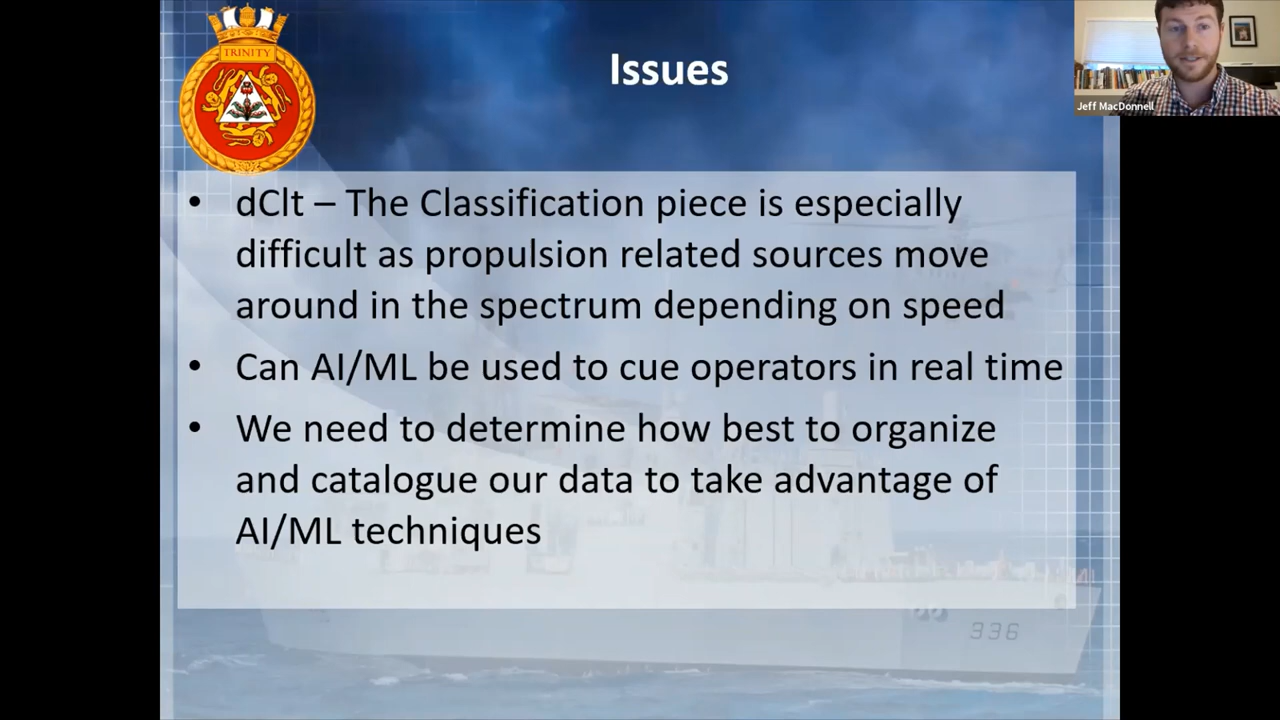 TRINITY
Issues
Jeff MacDonnell
• dClt – The Classification piece is especially
difficult as propulsion related sources move
around in the spectrum depending on speed
• Can AI/ML be used to cue operators in real time
• We need to determine how best to organize
and catalogue our data to take advantage of
AI/ML techniques
336